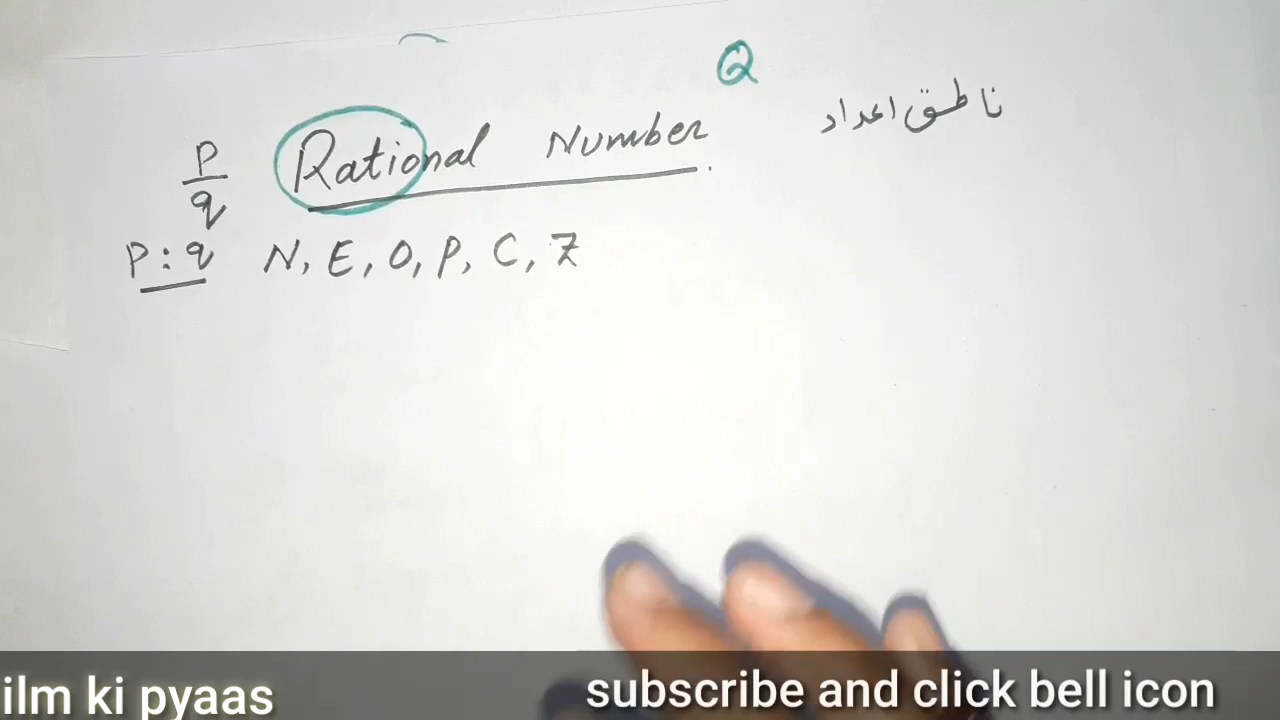 Q
Rational Number.
ناطق اعداد
P/q
P : q N, E, O, P, C, Z
ilm ki pyaas
subscribe and click bell icon